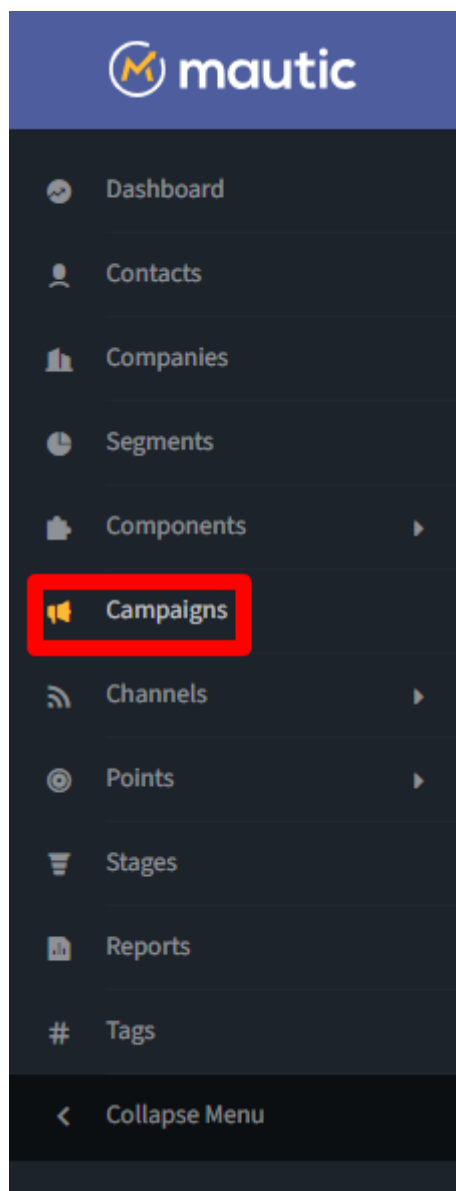 mautic
Dashboard
Contacts
Companies
Segments
Components
Campaigns
Channels
Points
Stages
Reports
# Tags
Collapse Menu